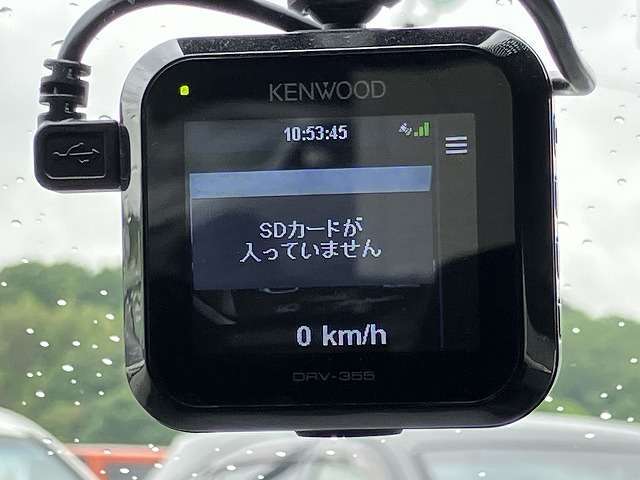 KENWOOD
10:53:45
SDカードが
入っていません
0 km/h
DRV-355